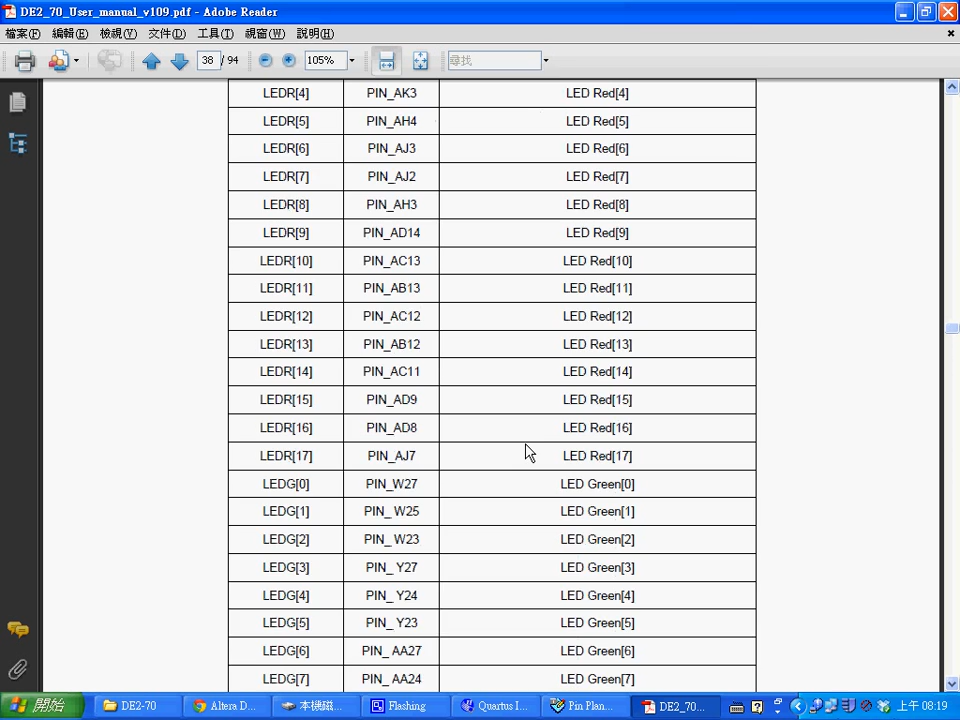 DE2_70_User_manual_v109.pdf - Adobe Reader
檔案(F) 編輯(E) 檢視(V) 文件(D) 工具(T) 視窗(W) 說明(H)
38 / 94 105% 尋找
LEDR[4] PIN_AK3 LED Red[4]
LEDR[5] PIN_AH4 LED Red[5]
LEDR[6] PIN_AJ3 LED Red[6]
LEDR[7] PIN_AJ2 LED Red[7]
LEDR[8] PIN_AH3 LED Red[8]
LEDR[9] PIN_AD14 LED Red[9]
LEDR[10] PIN_AC13 LED Red[10]
LEDR[11] PIN_AB13 LED Red[11]
LEDR[12] PIN_AC12 LED Red[12]
LEDR[13] PIN_AB12 LED Red[13]
LEDR[14] PIN_AC11 LED Red[14]
LEDR[15] PIN_AD9 LED Red[15]
LEDR[16] PIN_AD8 LED Red[16]
LEDR[17] PIN_AJ7 LED Red[17]
LEDG[0] PIN_W27 LED Green[0]
LEDG[1] PIN_ W25 LED Green[1]
LEDG[2] PIN_ W23 LED Green[2]
LEDG[3] PIN_ Y27 LED Green[3]
LEDG[4] PIN_ Y24 LED Green[4]
LEDG[5] PIN_ Y23 LED Green[5]
LEDG[6] PIN_ AA27 LED Green[6]
LEDG[7] PIN_ AA24 LED Green[7]
開始 DE2-70 Altera D... 本機磁... Flashing Quartus I... Pin Plan... DE2_70... 上午 08:19